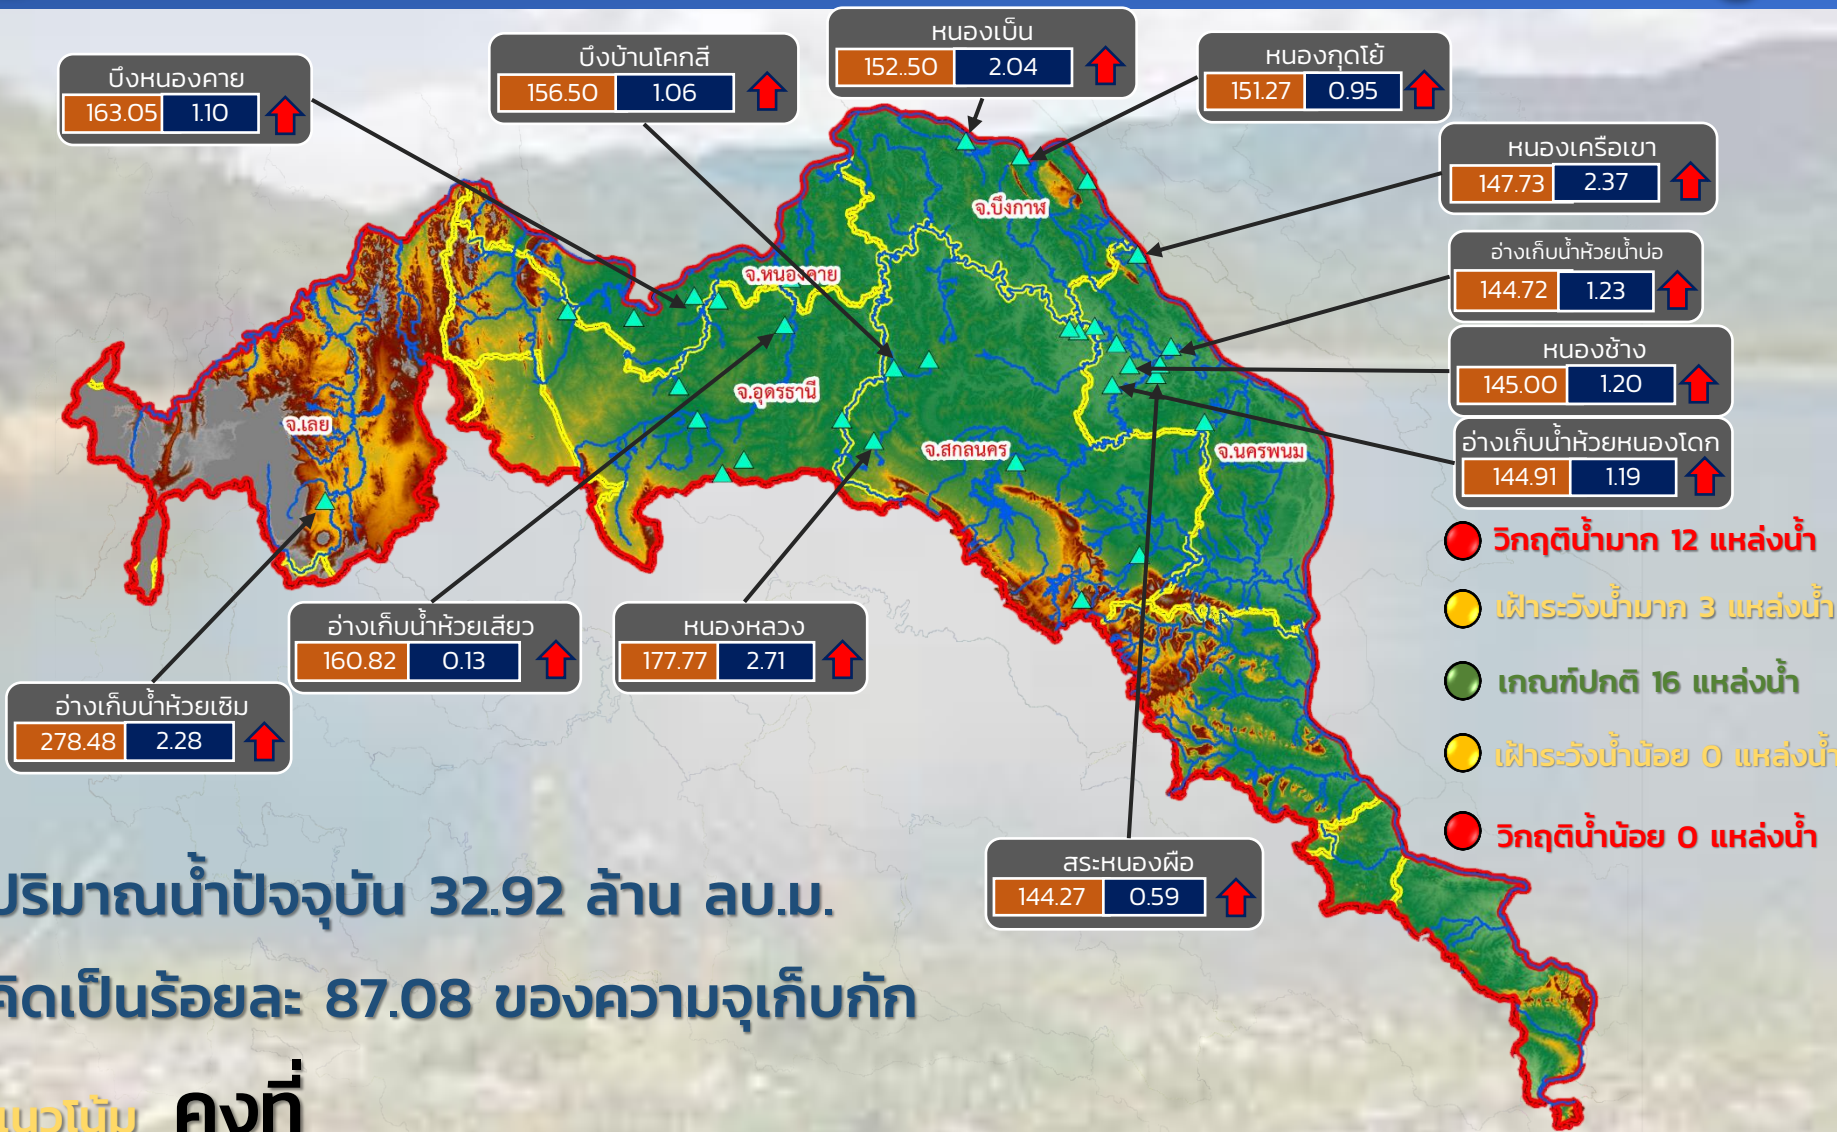 หนองเบ็น
152..50 2.04
บึงบ้านโคกสี
156.50 1.06
หนองกุดโย้
151.27 0.95
บึงหนองคาย
163.05 1.10
หนองเครือเขา
147.73 2.37
จ.บึงกาฬ
อ่างเก็บน้ำห้วยน้ำบ่อ
144.72 1.23
จ.หนองคาย
หนองช้าง
145.00 1.20
จ.อุดรธานี
จ.เลย
อ่างเก็บน้ำห้วยหนองโดก
144.91 1.19
จ.สกลนคร
จ.นครพนม
วิกฤติน้ำมาก 12 แหล่งน้ำ
เฝ้าระวังน้ำมาก 3 แหล่งน้ำ
เกณฑ์ปกติ 16 แหล่งน้ำ
เฝ้าระวังน้ำน้อย 0 แหล่งน้ำ
วิกฤติน้ำน้อย 0 แหล่งน้ำ
อ่างเก็บน้ำห้วยเสียว
160.82 0.13
หนองหลวง
177.77 2.71
อ่างเก็บน้ำห้วยเซิม
278.48 2.28
สระหนองผือ
144.27 0.59
ปริมาณน้ำปัจจุบัน 32.92 ล้าน ลบ.ม.
คิดเป็นร้อยละ 87.08 ของความจุเก็บกัก
แนวโน้ม คงที่